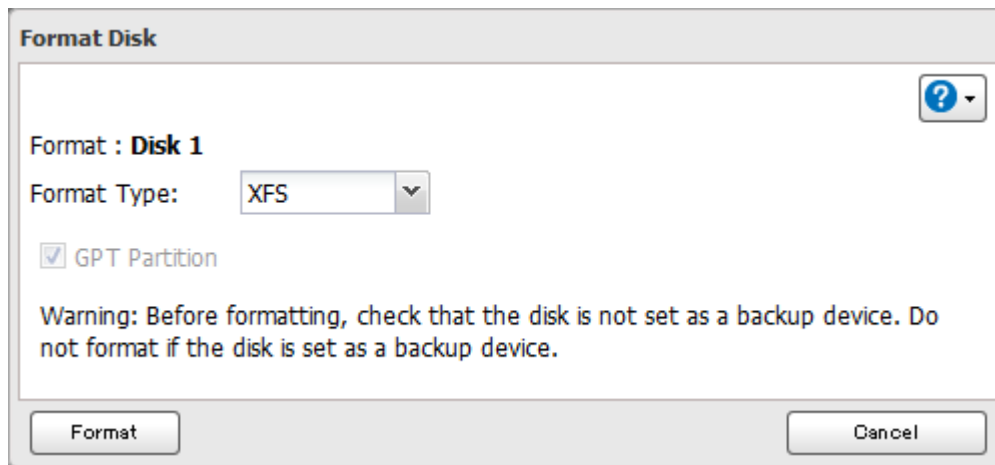 Format Disk
?
Format : Disk 1
Format Type: XFS
GPT Partition
Warning: Before formatting, check that the disk is not set as a backup device. Do
not format if the disk is set as a backup device.
Format Cancel